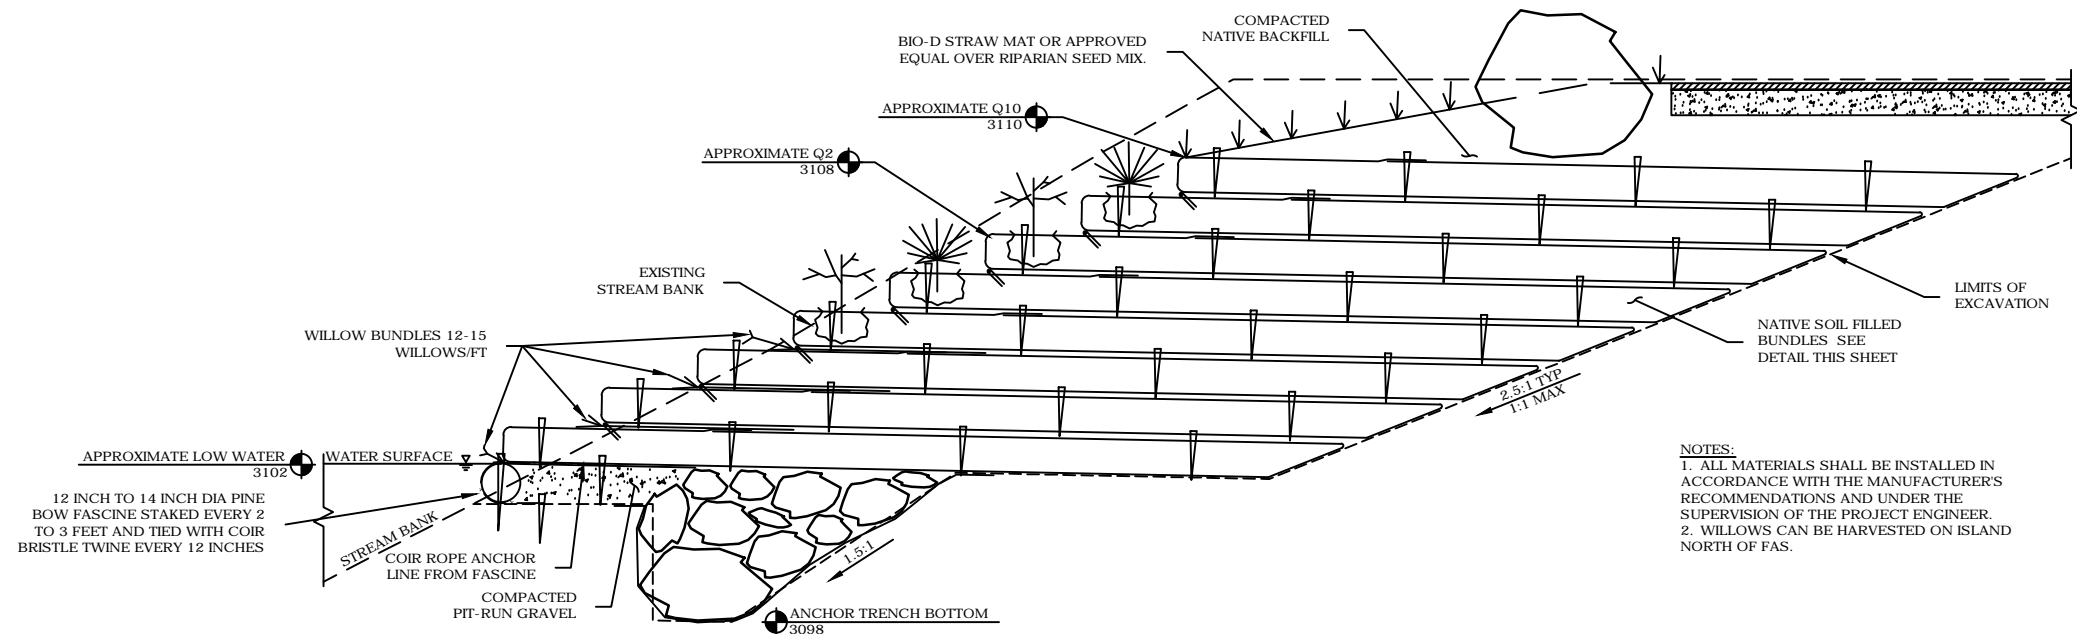 COMPACTED
NATIVE BACKFILL
BIO-D STRAW MAT OR APPROVED
EQUAL OVER RIPARIAN SEED MIX.
APPROXIMATE Q10
3110
APPROXIMATE Q2
3108
EXISTING
STREAM BANK
LIMITS OF
EXCAVATION
NATIVE SOIL FILLED
BUNDLES SEE
DETAIL THIS SHEET
WILLOW BUNDLES 12-15
WILLOWS/FT
2.5:1 TYP
1:1 MAX
APPROXIMATE LOW WATER
3102
WATER SURFACE
12 INCH TO 14 INCH DIA PINE
BOW FASCINE STAKED EVERY 2
TO 3 FEET AND TIED WITH COIR
BRISTLE TWINE EVERY 12 INCHES
STREAM BANK
COIR ROPE ANCHOR
LINE FROM FASCINE
COMPACTED
PIT-RUN GRAVEL
1.5:1
ANCHOR TRENCH BOTTOM
3098
NOTES:
1. ALL MATERIALS SHALL BE INSTALLED IN
ACCORDANCE WITH THE MANUFACTURER'S
RECOMMENDATIONS AND UNDER THE
SUPERVISION OF THE PROJECT ENGINEER.
2. WILLOWS CAN BE HARVESTED ON ISLAND
NORTH OF FAS.